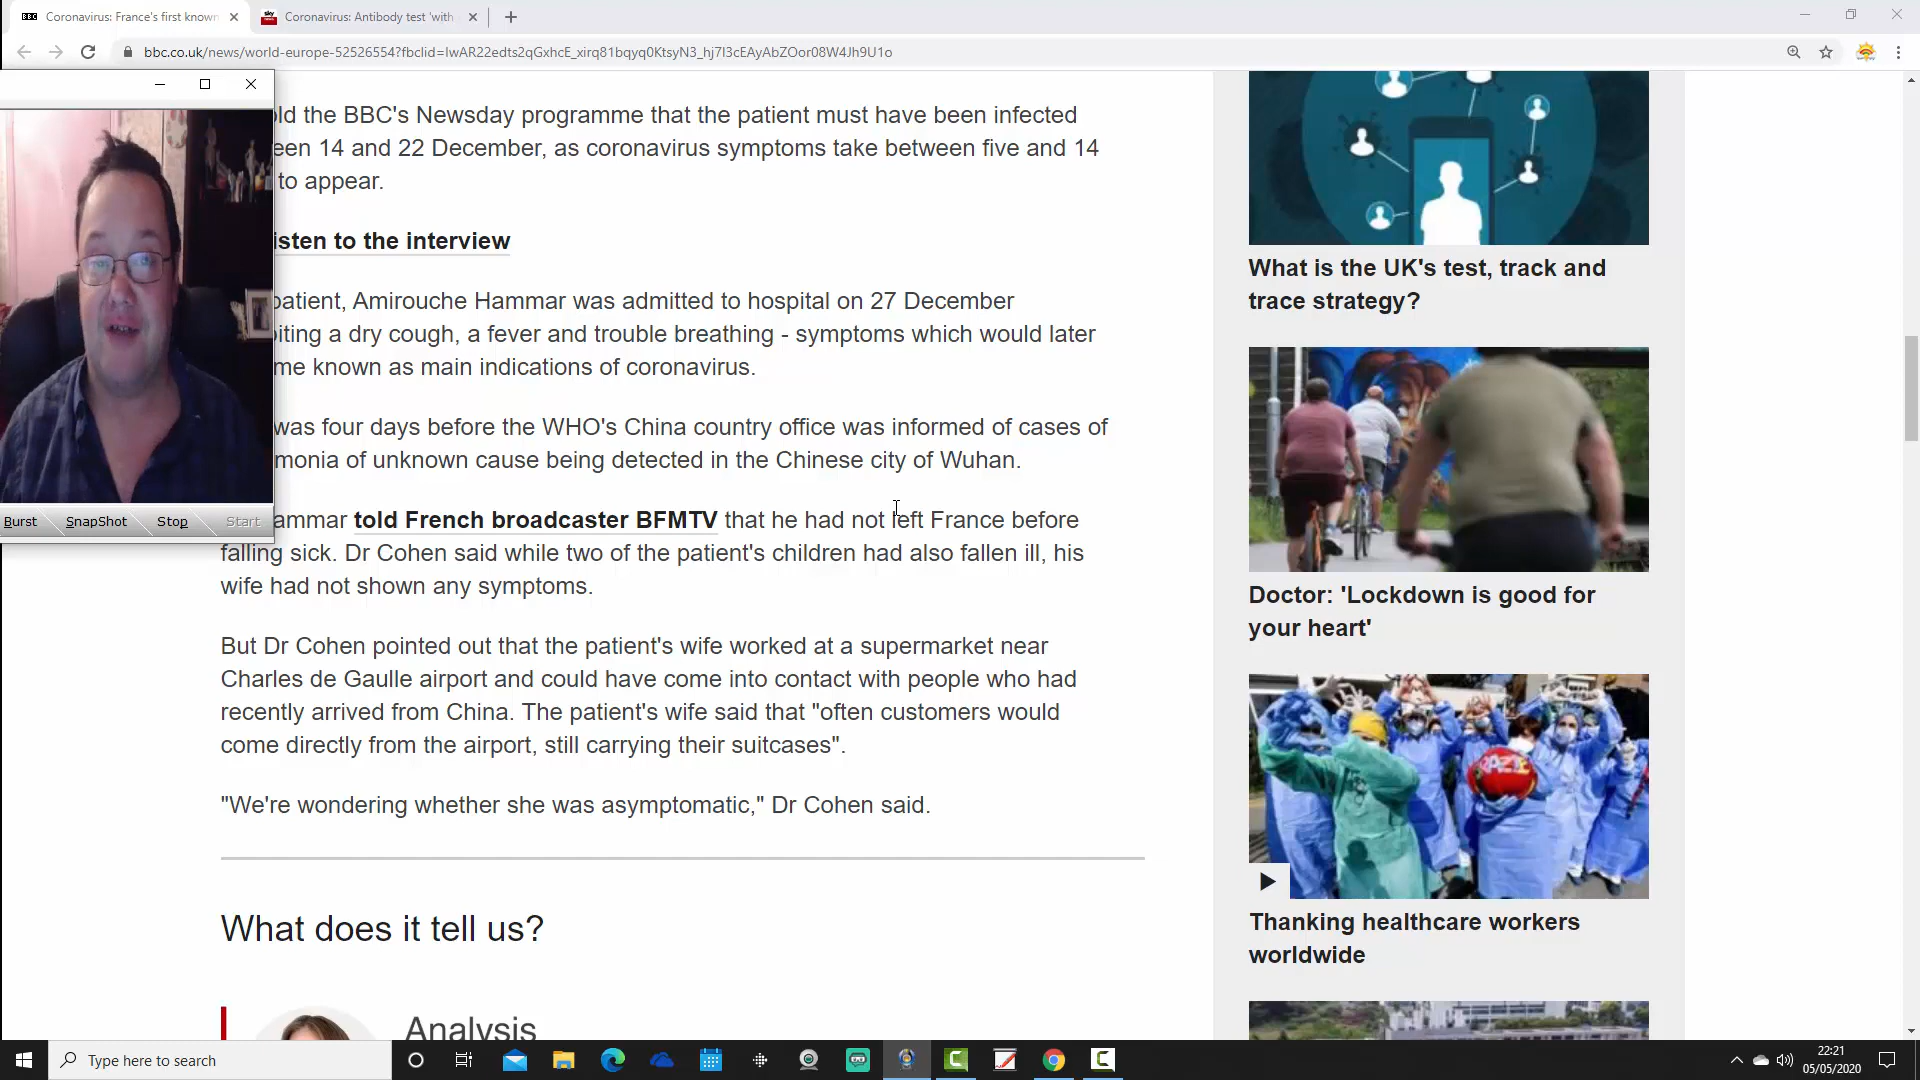 Coronavirus: France's first known
Coronavirus: Antibody test 'with
bbc.co.uk/news/world-europe-52526554?fbclid=IwAR22edts2qGxhcE_xirq81bqyq0KtsyN3_hj7I3cEAyAbZOor08W4Jh9U1o
old the BBC's Newsday programme that the patient must have been infected
een 14 and 22 December, as coronavirus symptoms take between five and 14
to appear.
isten to the interview
patient, Amirouche Hammar was admitted to hospital on 27 December
iting a dry cough, a fever and trouble breathing - symptoms which would later
me known as main indications of coronavirus.
was four days before the WHO's China country office was informed of cases of
monia of unknown cause being detected in the Chinese city of Wuhan.
ammar told French broadcaster BFMTV that he had not left France before
falling sick. Dr Cohen said while two of the patient's children had also fallen ill, his
wife had not shown any symptoms.
But Dr Cohen pointed out that the patient's wife worked at a supermarket near
Charles de Gaulle airport and could have come into contact with people who had
recently arrived from China. The patient's wife said that "often customers would
come directly from the airport, still carrying their suitcases".
"We're wondering whether she was asymptomatic," Dr Cohen said.
What does it tell us?
Analysis
Burst
SnapShot
Stop
Start
What is the UK's test, track and
trace strategy?
Doctor: 'Lockdown is good for
your heart'
Thanking healthcare workers
worldwide
Type here to search
22:21
05/05/2020